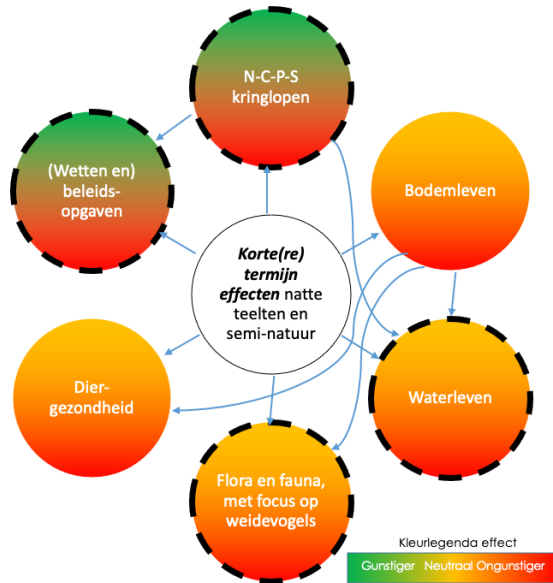 N-C-P-S
kringlopen
(Wetten en)
beleids-
opgaven
Bodemleven
Korte(re)
termijn
effecten natte
teelten en
semi-natuur
Dier-
gezondheid
Waterleven
Flora en fauna,
met focus op
weidevogels
Kleurlegenda effect
Gunstiger Neutraal Ongunstiger